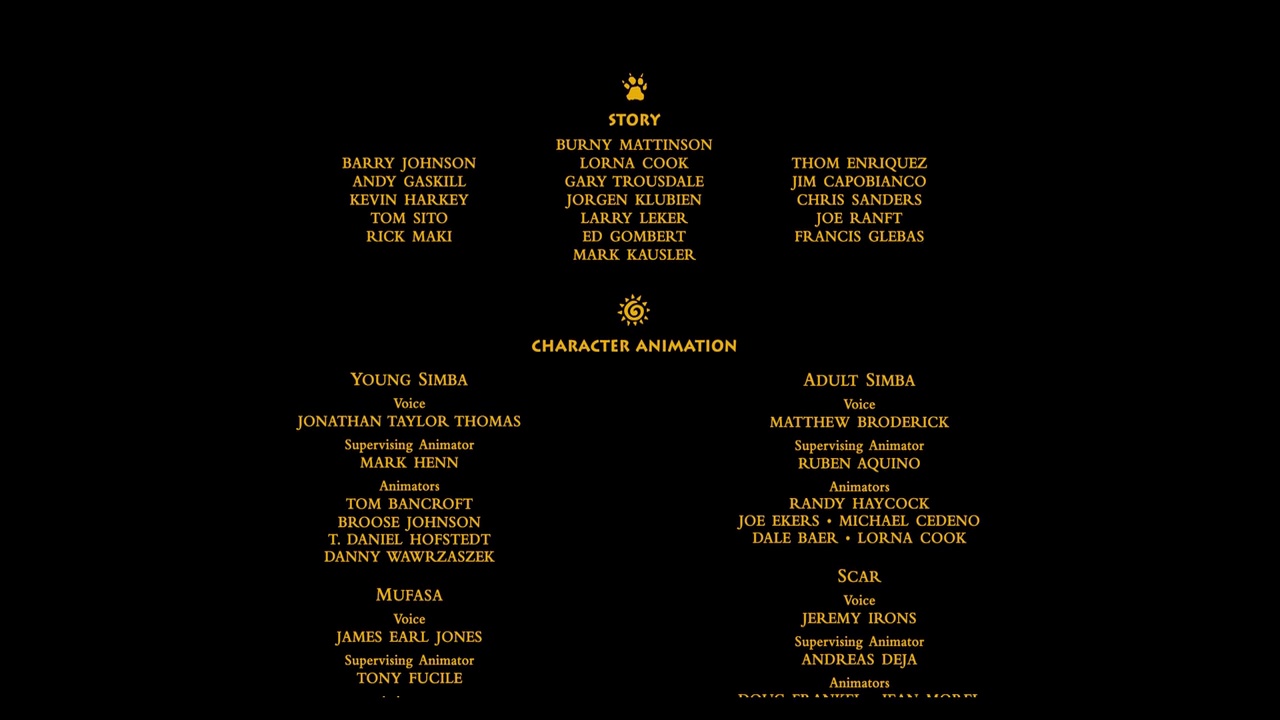 STORY
BARRY JOHNSON
ANDY GASKILL
KEVIN HARKEY
TOM SITO
RICK MAKI
BURNY MATTINSON
LORNA COOK
GARY TROUSDALE
JORGEN KLUBIEN
LARRY LEKER
ED GOMBERT
MARK KAUSLER
THOM ENRIQUEZ
JIM CAPOBIANCO
CHRIS SANDERS
JOE RANFT
FRANCIS GLEBAS
CHARACTER ANIMATION
YOUNG SIMBA
Voice
JONATHAN TAYLOR THOMAS
Supervising Animator
MARK HENN
Animators
TOM BANCROFT
BROOSE JOHNSON
T. DANIEL HOFSTEDT
DANNY WAWRZASZEK
MUFASA
Voice
JAMES EARL JONES
Supervising Animator
TONY FUCILE
ADULT SIMBA
Voice
MATTHEW BRODERICK
Supervising Animator
RUBEN AQUINO
Animators
RANDY HAYCOCK
JOE EKERS • MICHAEL CEDENO
DALE BAER • LORNA COOK
SCAR
Voice
JEREMY IRONS
Supervising Animator
ANDREAS DEJA
Animators